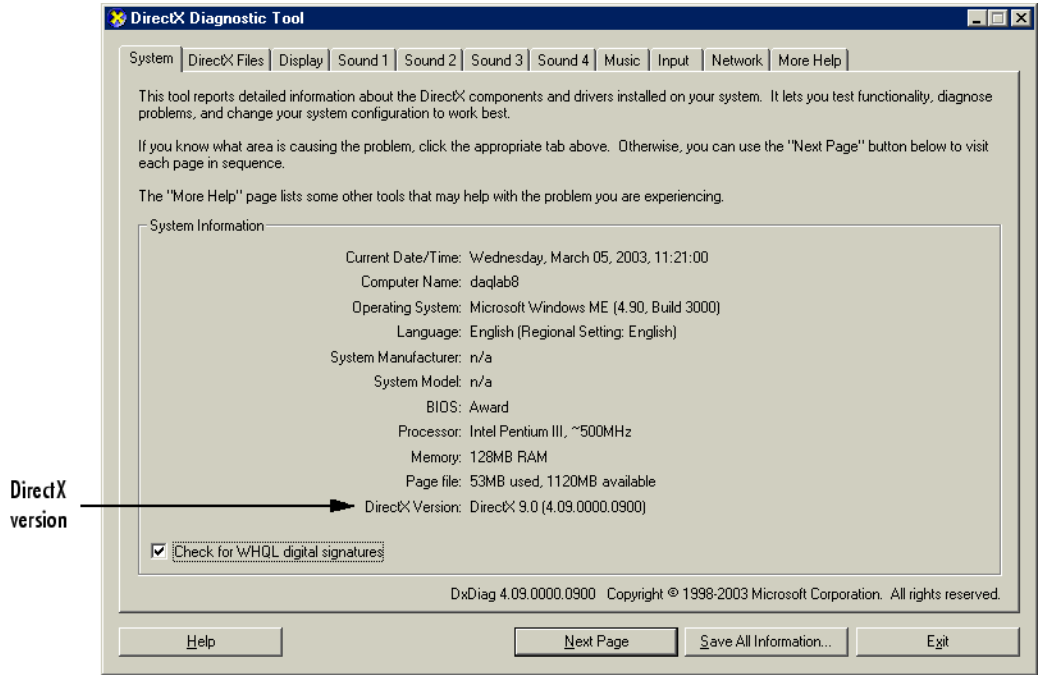 DirectX Diagnostic Tool
System DirectX Files Display Sound 1 Sound 2 Sound 3 Sound 4 Music Input Network More Help
This tool reports detailed information about the DirectX components and drivers installed on your system. It lets you test functionality, diagnose
problems, and change your system configuration to work best.
If you know what area is causing the problem, click the appropriate tab above. Otherwise, you can use the "Next Page" button below to visit
each page in sequence.
The "More Help" page lists some other tools that may help with the problem you are experiencing.
System Information
Current Date/Time: Wednesday, March 05, 2003, 11:21:00
Computer Name: daqlab8
Operating System: Microsoft Windows ME (4.90, Build 3000)
Language: English (Regional Setting: English)
System Manufacturer: n/a
System Model: n/a
BIOS: Award
Processor: Intel Pentium III, ~500MHz
Memory: 128MB RAM
Page file: 53MB used, 1120MB available
DirectX Version: DirectX 9.0 (4.09.0000.0900)
DirectX
version
Check for WHQL digital signatures
DxDiag 4.09.0000.0900 Copyright © 1998-2003 Microsoft Corporation. All rights reserved.
Help Next Page Save All Information... Exit